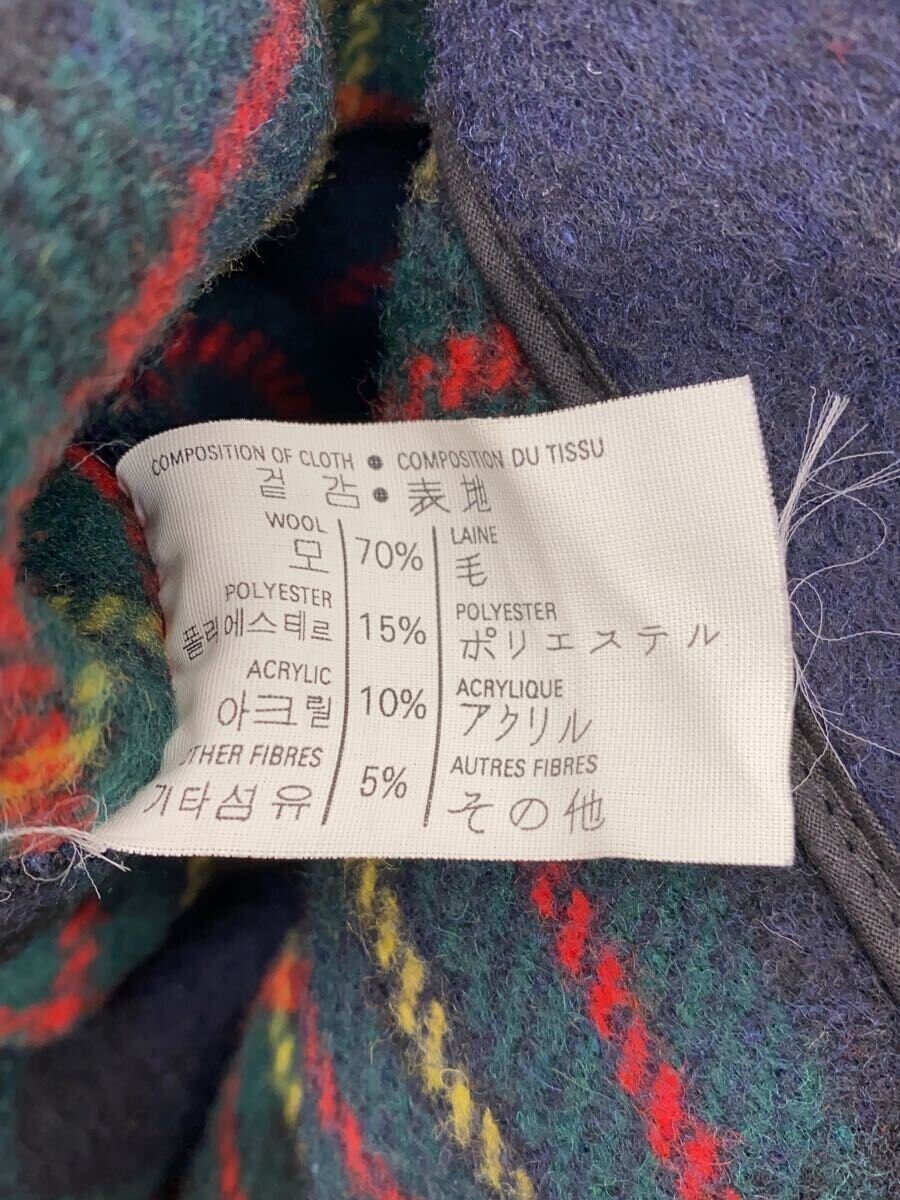 COMPOSITION OF CLOTH ● COMPOSITION DU TISSU
겉 감 ● 表地
WOOL LAINE
모 70% 毛
POLYESTER POLYESTER
폴리에스테르 15% ポリエステル
ACRYLIC ACRYLIQUE
아크릴 10% アクリル
OTHER FIBRES AUTRES FIBRES
기타섬유 5% その他